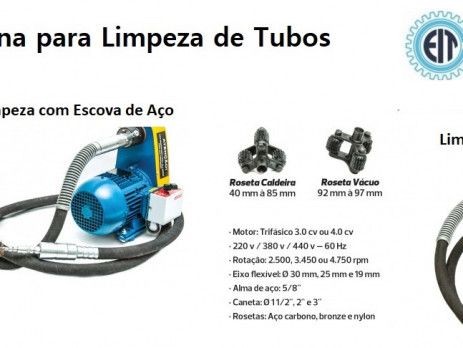 na para Limpeza de Tubos
EIT
peza com Escova de Aço
Lim
Roseta Caldeira
40 mm à 85 mm
Roseta Vácuo
92 mm à 97 mm
· Motor: Trifásico 3.0 cv ou 4.0 cv
· 220 v / 380 v / 440 v – 60 Hz
· Rotação: 2.500, 3.450 ou 4.750 rpm
· Eixo flexível: Ø 30 mm, 25 mm e 19 mm
· Alma de aço: 5/8"
· Caneta: Ø 1 1/2", 2" e 3"
· Rosetas: Aço carbono, bronze e nylon